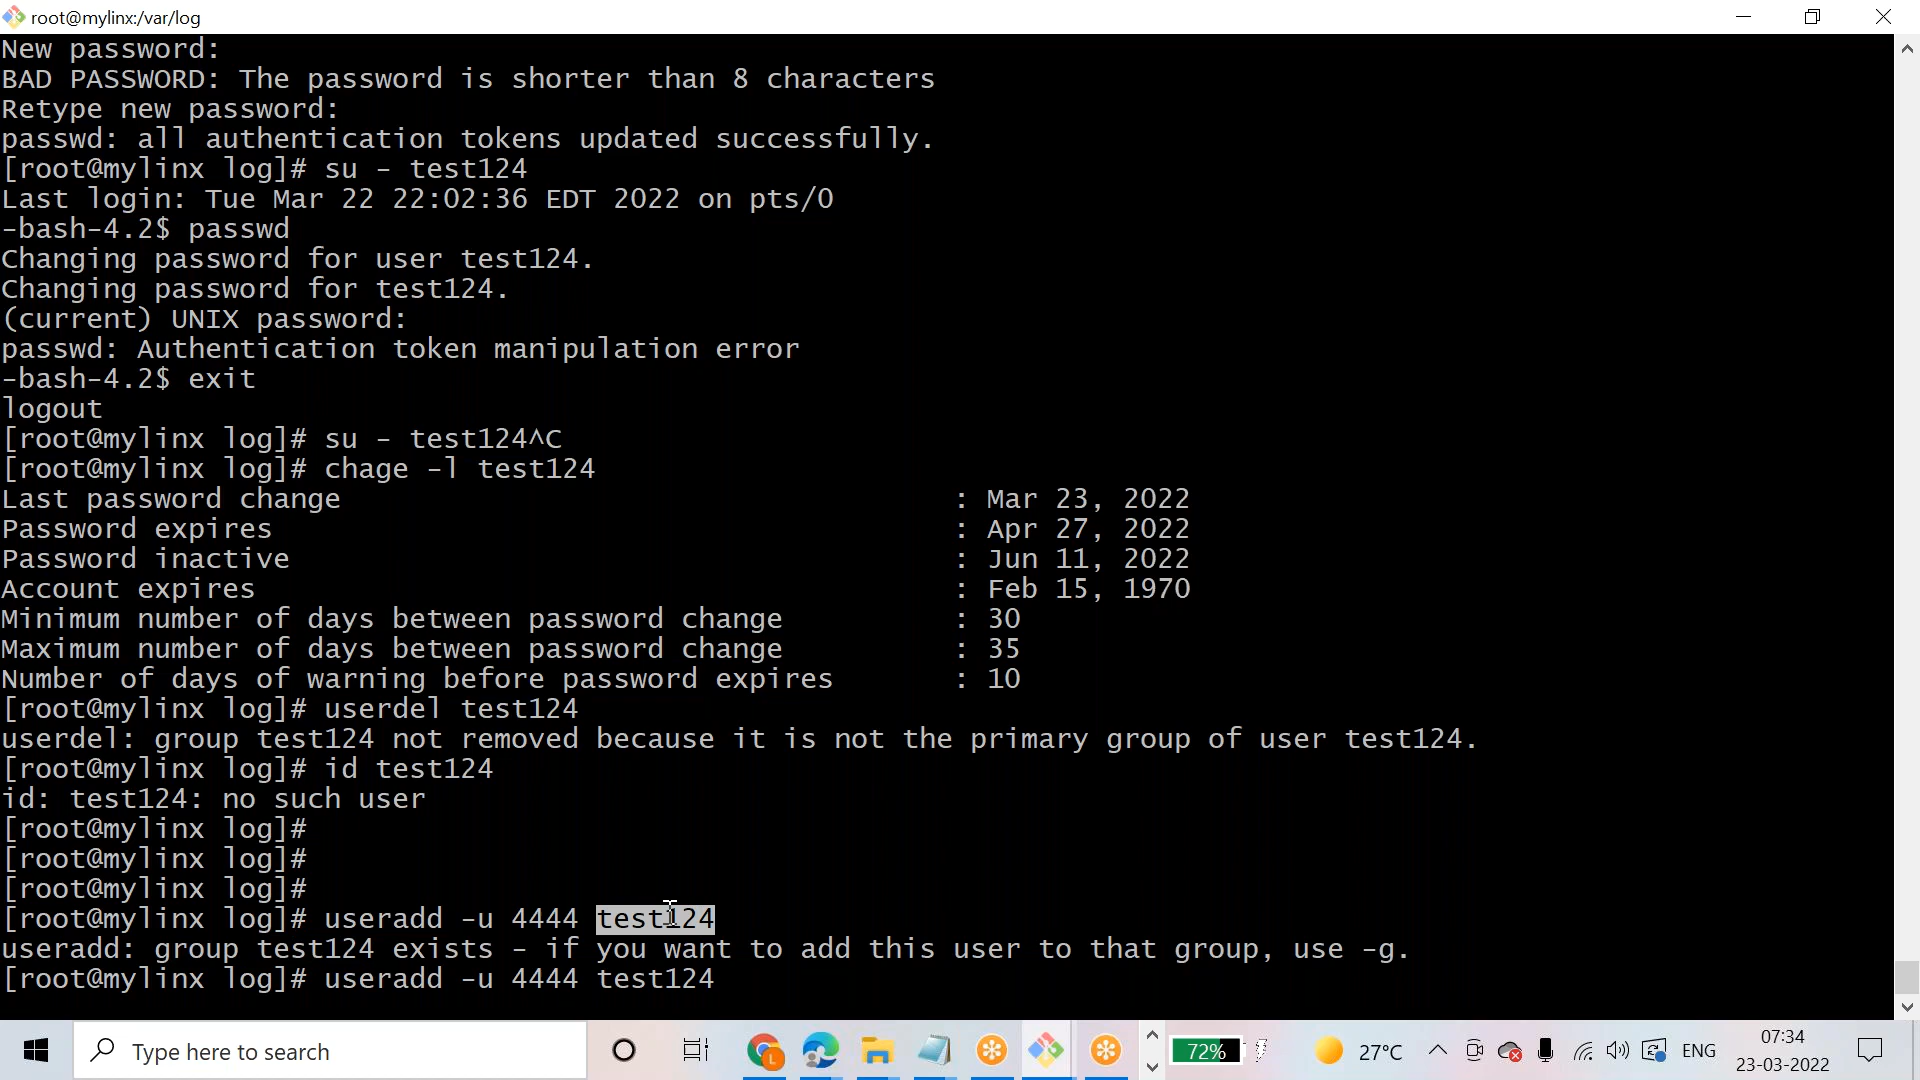 root@mylinx:/var/log
New password:
BAD PASSWORD: The password is shorter than 8 characters
Retype new password:
passwd: all authentication tokens updated successfully.
[root@mylinx log]# su - test124
Last login: Tue Mar 22 22:02:36 EDT 2022 on pts/0
-bash-4.2$ passwd
Changing password for user test124.
Changing password for test124.
(current) UNIX password:
passwd: Authentication token manipulation error
-bash-4.2$ exit
logout
[root@mylinx log]# su - test124^C
[root@mylinx log]# chage -l test124
Last password change : Mar 23, 2022
Password expires : Apr 27, 2022
Password inactive : Jun 11, 2022
Account expires : Feb 15, 1970
Minimum number of days between password change : 30
Maximum number of days between password change : 35
Number of days of warning before password expires : 10
[root@mylinx log]# userdel test124
userdel: group test124 not removed because it is not the primary group of user test124.
[root@mylinx log]# id test124
id: test124: no such user
[root@mylinx log]#
[root@mylinx log]#
[root@mylinx log]#
[root@mylinx log]# useradd -u 4444 test124
useradd: group test124 exists - if you want to add this user to that group, use -g.
[root@mylinx log]# useradd -u 4444 test124
Type here to search
L
72%
27°C
ENG
07:34
23-03-2022